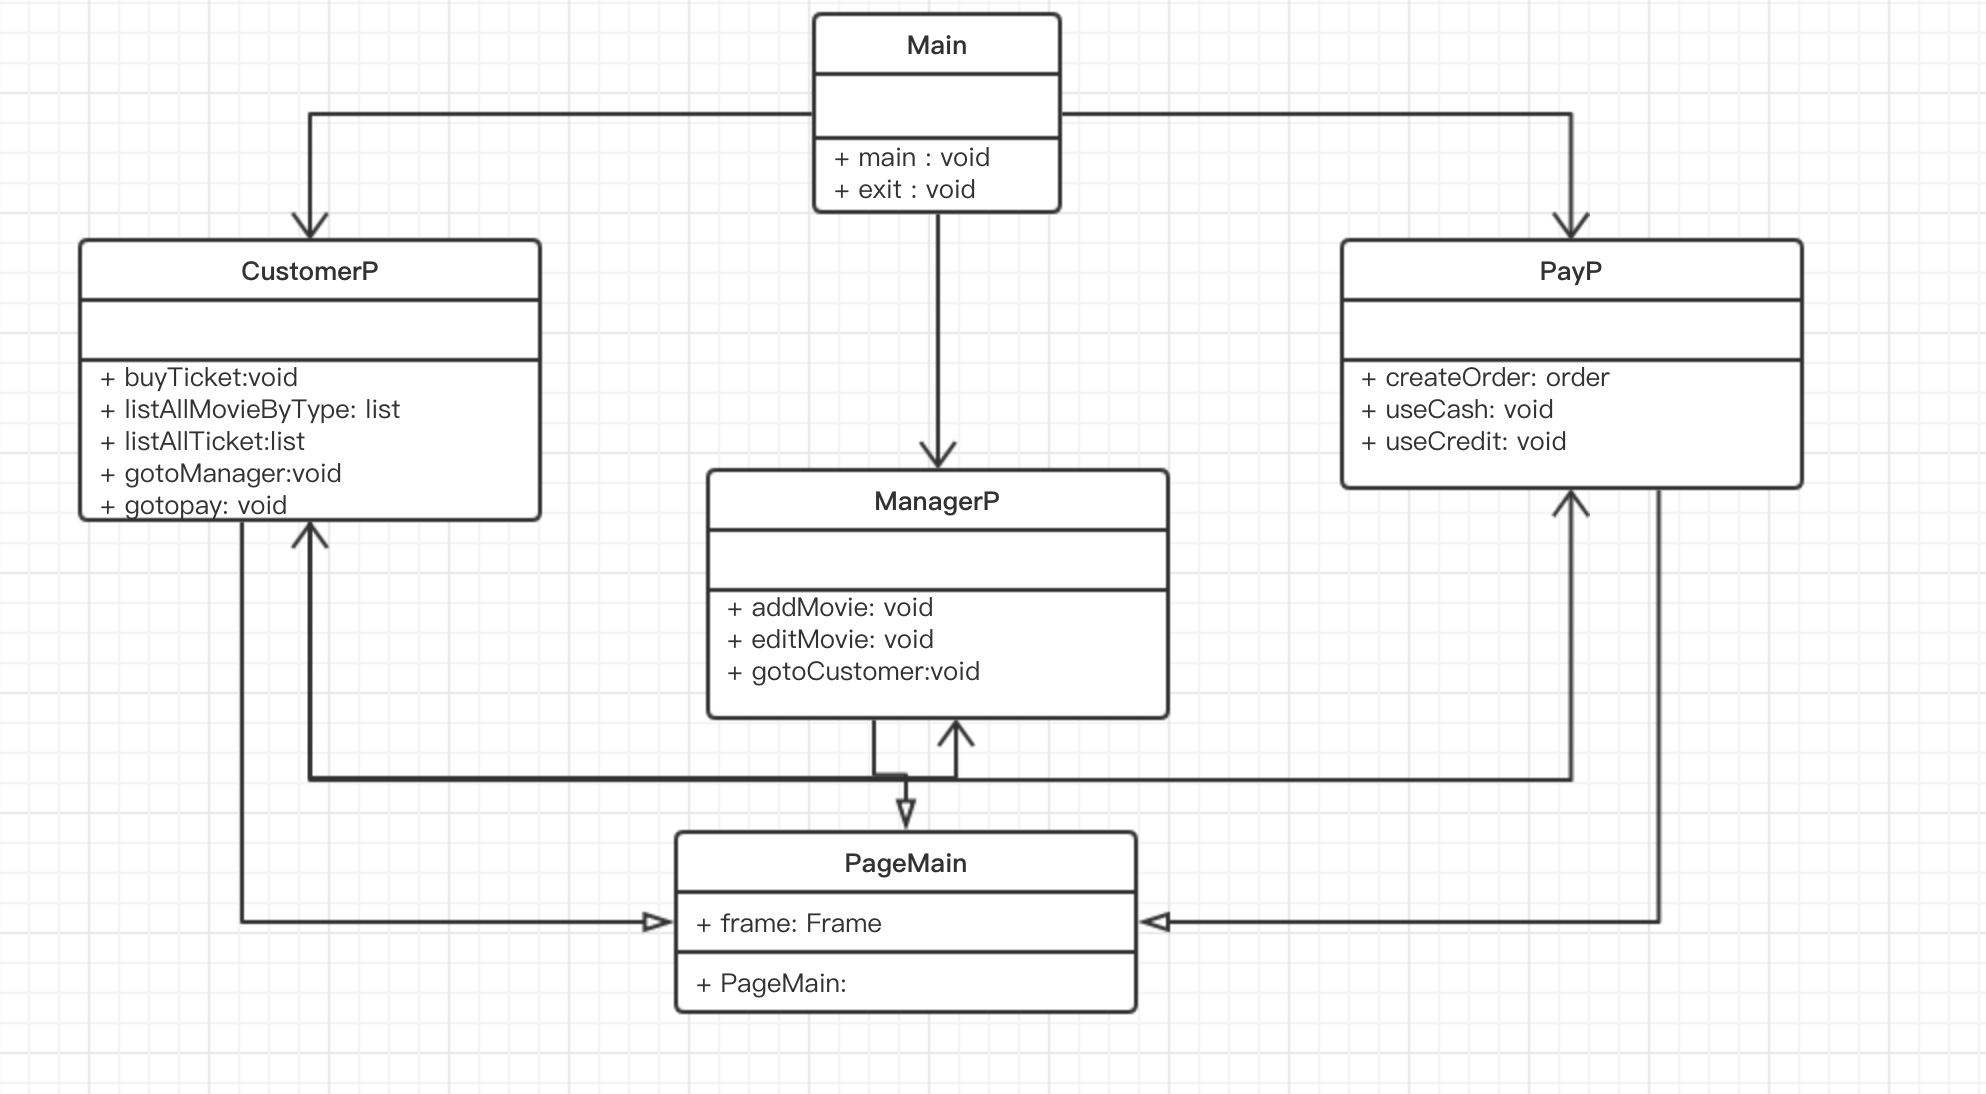 Main
+ main : void
+ exit : void
CustomerP
+ buyTicket:void
+ listAllMovieByType: list
+ listAllTicket:list
+ gotoManager:void
+ gotopay: void
PayP
+ createOrder: order
+ useCash: void
+ useCredit: void
ManagerP
+ addMovie: void
+ editMovie: void
+ gotoCustomer:void
PageMain
+ frame: Frame
+ PageMain: